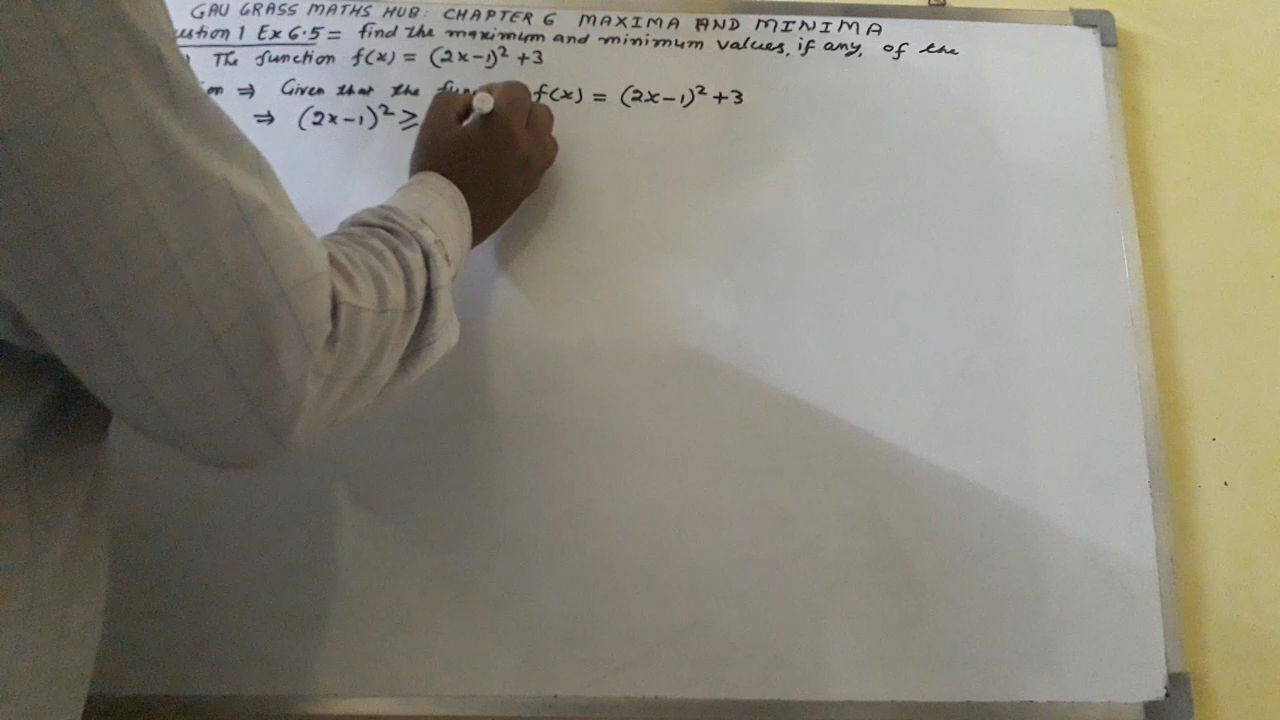 GAU GRASS MATHS HUB: CHAPTER 6 MAXIMA AND MINIMA
Ex 6.5 = find the maximum and minimum values, if any, of the
The function f(x) = (2x-1)² + 3
⇒ Given that the f(x) = (2x-1)² + 3
⇒ (2x-1)² ≥